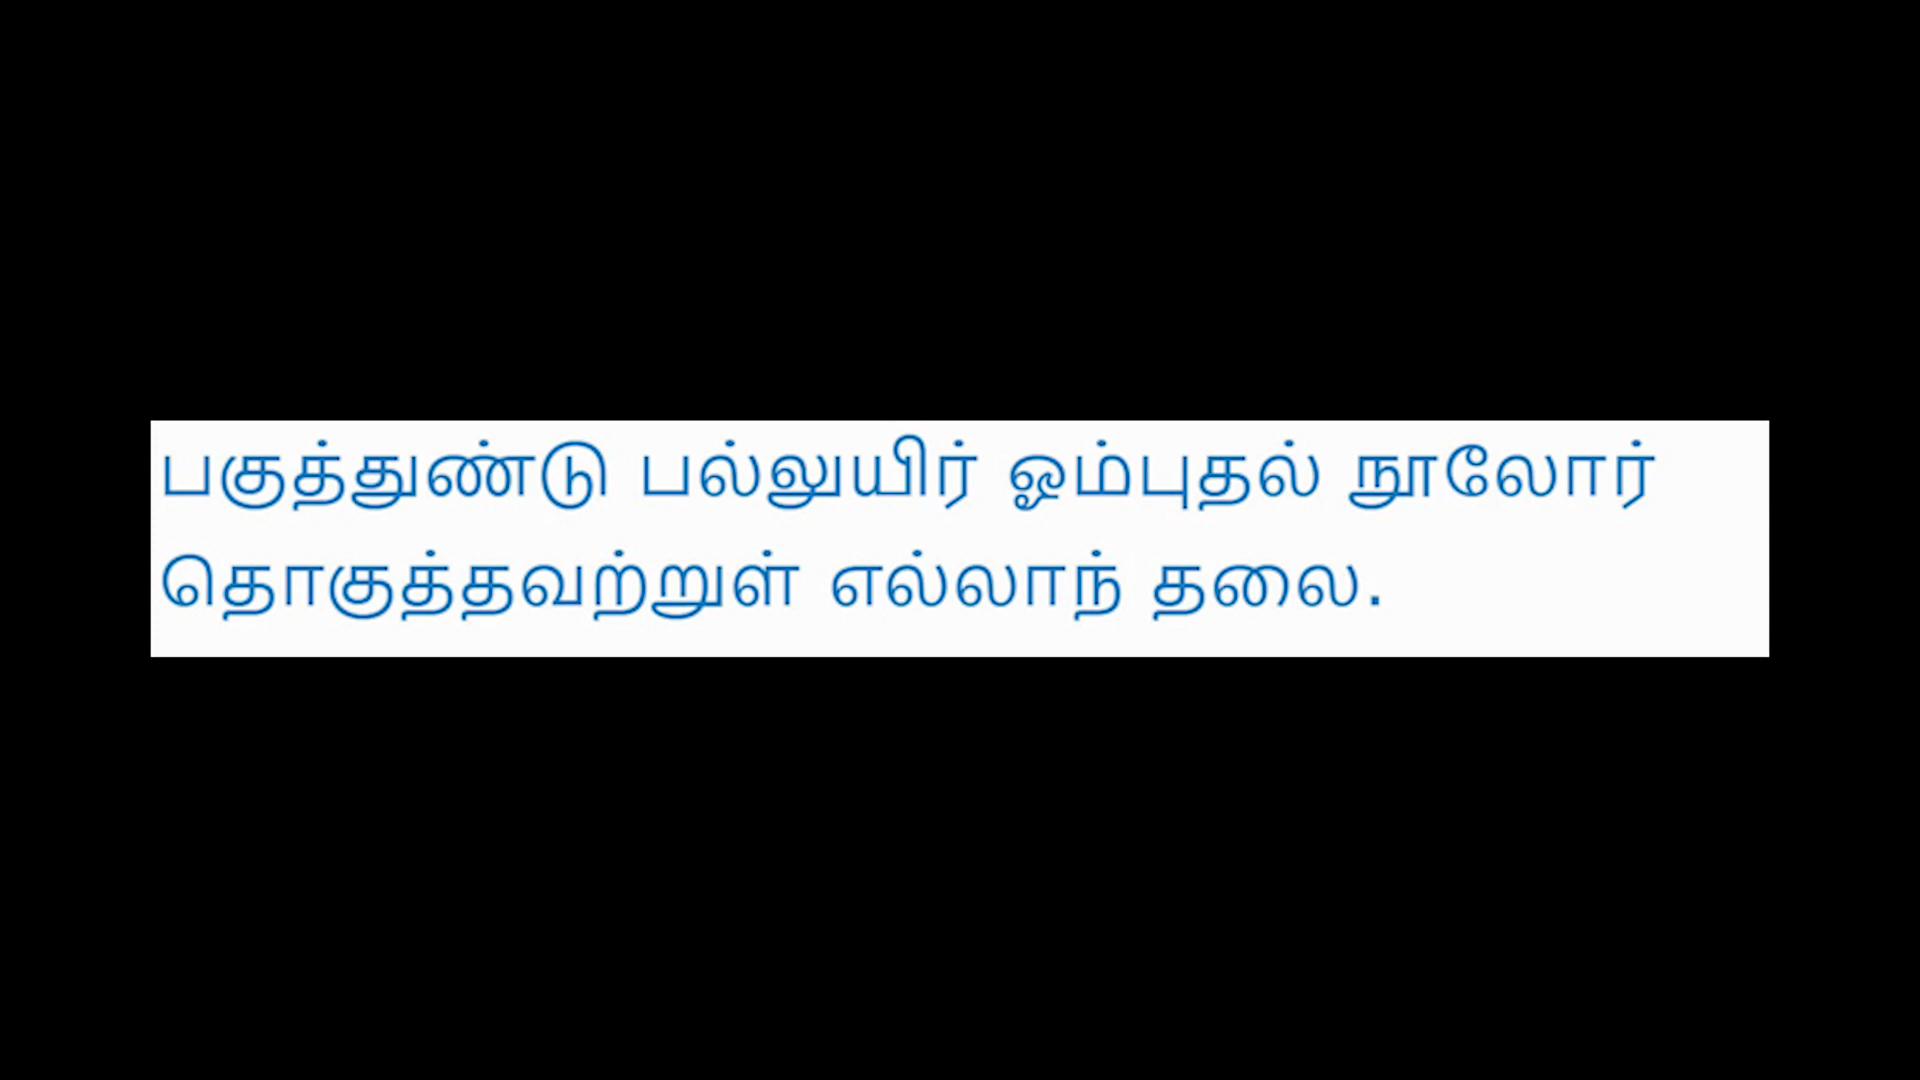 பகுத்துண்டு பல்லுயிர் ஓம்புதல் நூலோர்
தொகுத்தவற்றுள் எல்லாந் தலை.